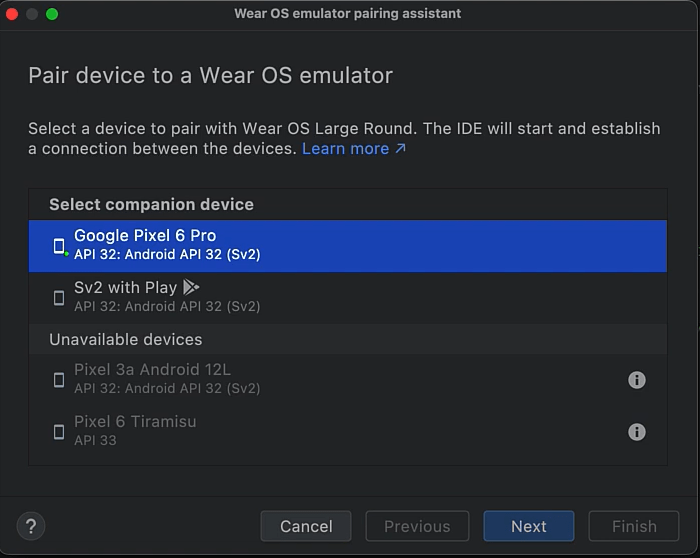 Wear OS emulator pairing assistant
Pair device to a Wear OS emulator
Select a device to pair with Wear OS Large Round. The IDE will start and establish
a connection between the devices. Learn more ↗
Select companion device
Google Pixel 6 Pro
API 32: Android API 32 (Sv2)
Sv2 with Play
API 32: Android API 32 (Sv2)
Unavailable devices
Pixel 3a Android 12L
API 32: Android API 32 (Sv2)
Pixel 6 Tiramisu
API 33
? Cancel Previous Next Finish